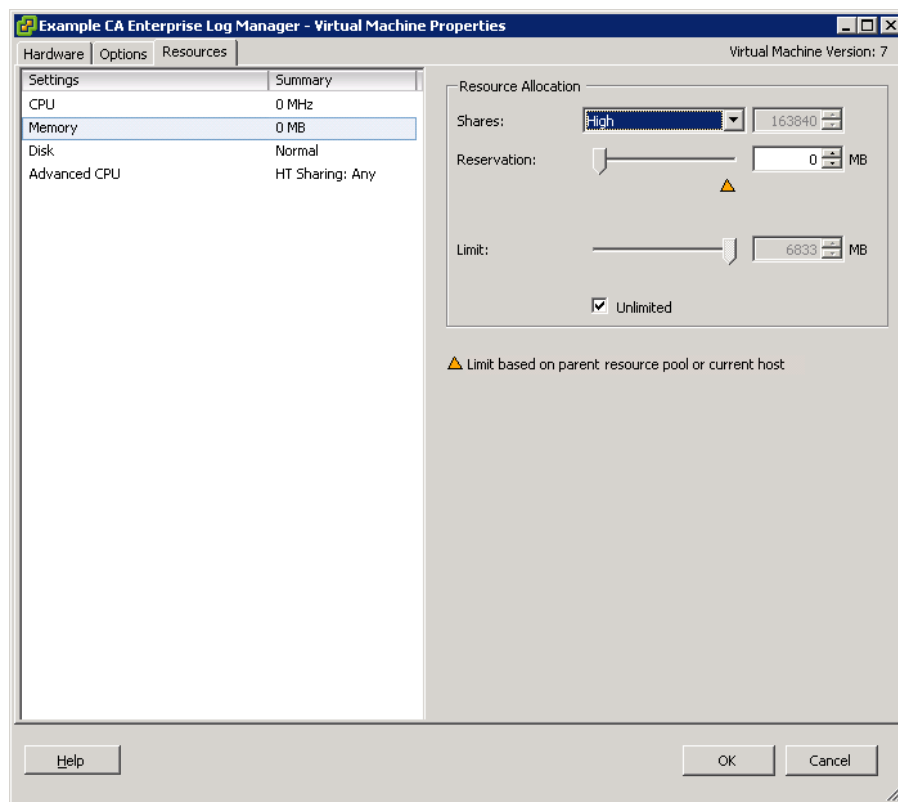 Example CA Enterprise Log Manager - Virtual Machine Properties
Hardware Options Resources Virtual Machine Version: 7
Settings Summary
CPU 0 MHz
Memory 0 MB
Disk Normal
Advanced CPU HT Sharing: Any
Resource Allocation
Shares: High 163840
Reservation: 0 MB
Limit: 6833 MB
Unlimited
Limit based on parent resource pool or current host
Help OK Cancel